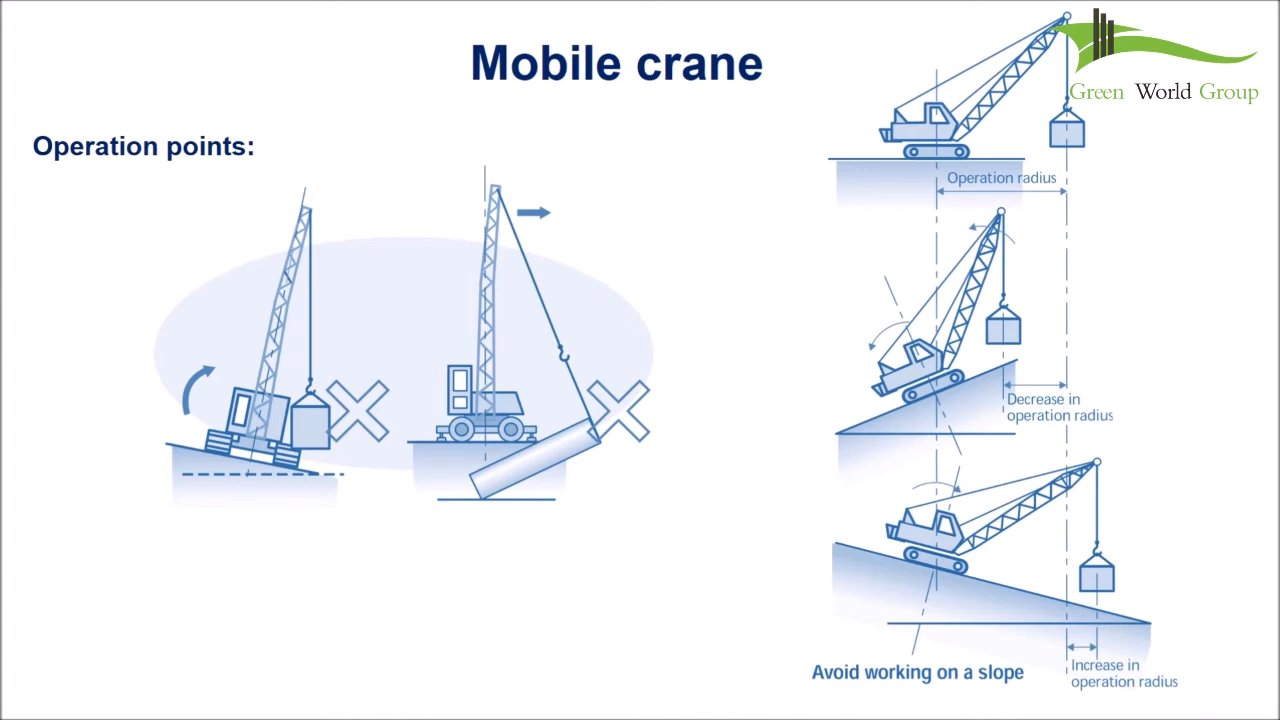 Mobile crane
Green World Group
Operation points:
Operation radius
Decrease in
operation radius
Avoid working on a slope
Increase in
operation radius